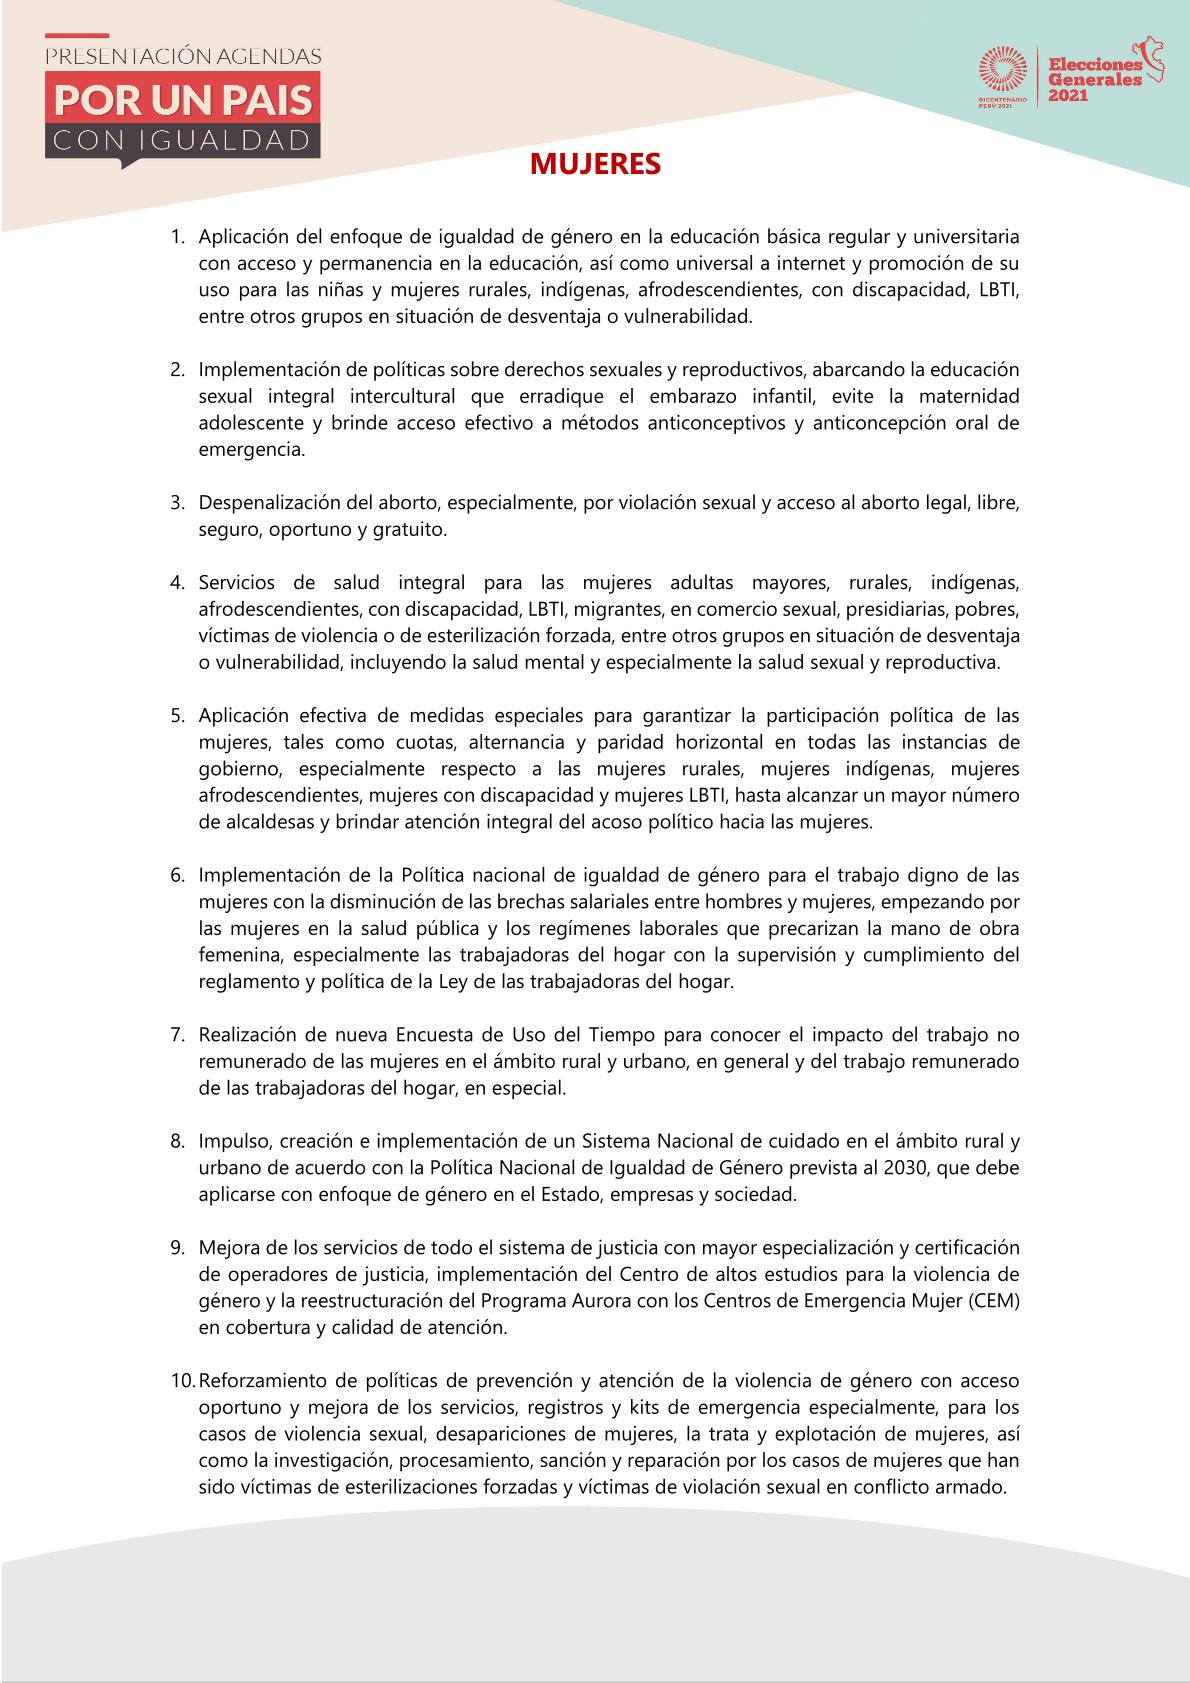 PRESENTACIÓN AGENDAS
POR UN PAIS
CON IGUALDAD
BICENTENARIO
PERÚ 2021
Elecciones
Generales
2021
MUJERES
1. Aplicación del enfoque de igualdad de género en la educación básica regular y universitaria
con acceso y permanencia en la educación, así como universal a internet y promoción de su
uso para las niñas y mujeres rurales, indígenas, afrodescendientes, con discapacidad, LBTI,
entre otros grupos en situación de desventaja o vulnerabilidad.
2. Implementación de políticas sobre derechos sexuales y reproductivos, abarcando la educación
sexual integral intercultural que erradique el embarazo infantil, evite la maternidad
adolescente y brinde acceso efectivo a métodos anticonceptivos y anticoncepción oral de
emergencia.
3. Despenalización del aborto, especialmente, por violación sexual y acceso al aborto legal, libre,
seguro, oportuno y gratuito.
4. Servicios de salud integral para las mujeres adultas mayores, rurales, indígenas,
afrodescendientes, con discapacidad, LBTI, migrantes, en comercio sexual, presidiarias, pobres,
víctimas de violencia o de esterilización forzada, entre otros grupos en situación de desventaja
o vulnerabilidad, incluyendo la salud mental y especialmente la salud sexual y reproductiva.
5. Aplicación efectiva de medidas especiales para garantizar la participación política de las
mujeres, tales como cuotas, alternancia y paridad horizontal en todas las instancias de
gobierno, especialmente respecto a las mujeres rurales, mujeres indígenas, mujeres
afrodescendientes, mujeres con discapacidad y mujeres LBTI, hasta alcanzar un mayor número
de alcaldesas y brindar atención integral del acoso político hacia las mujeres.
6. Implementación de la Política nacional de igualdad de género para el trabajo digno de las
mujeres con la disminución de las brechas salariales entre hombres y mujeres, empezando por
las mujeres en la salud pública y los regímenes laborales que precarizan la mano de obra
femenina, especialmente las trabajadoras del hogar con la supervisión y cumplimiento del
reglamento y política de la Ley de las trabajadoras del hogar.
7. Realización de nueva Encuesta de Uso del Tiempo para conocer el impacto del trabajo no
remunerado de las mujeres en el ámbito rural y urbano, en general y del trabajo remunerado
de las trabajadoras del hogar, en especial.
8. Impulso, creación e implementación de un Sistema Nacional de cuidado en el ámbito rural y
urbano de acuerdo con la Política Nacional de Igualdad de Género prevista al 2030, que debe
aplicarse con enfoque de género en el Estado, empresas y sociedad.
9. Mejora de los servicios de todo el sistema de justicia con mayor especialización y certificación
de operadores de justicia, implementación del Centro de altos estudios para la violencia de
género y la reestructuración del Programa Aurora con los Centros de Emergencia Mujer (CEM)
en cobertura y calidad de atención.
10. Reforzamiento de políticas de prevención y atención de la violencia de género con acceso
oportuno y mejora de los servicios, registros y kits de emergencia especialmente, para los
casos de violencia sexual, desapariciones de mujeres, la trata y explotación de mujeres, así
como la investigación, procesamiento, sanción y reparación por los casos de mujeres que han
sido víctimas de esterilizaciones forzadas y víctimas de violación sexual en conflicto armado.